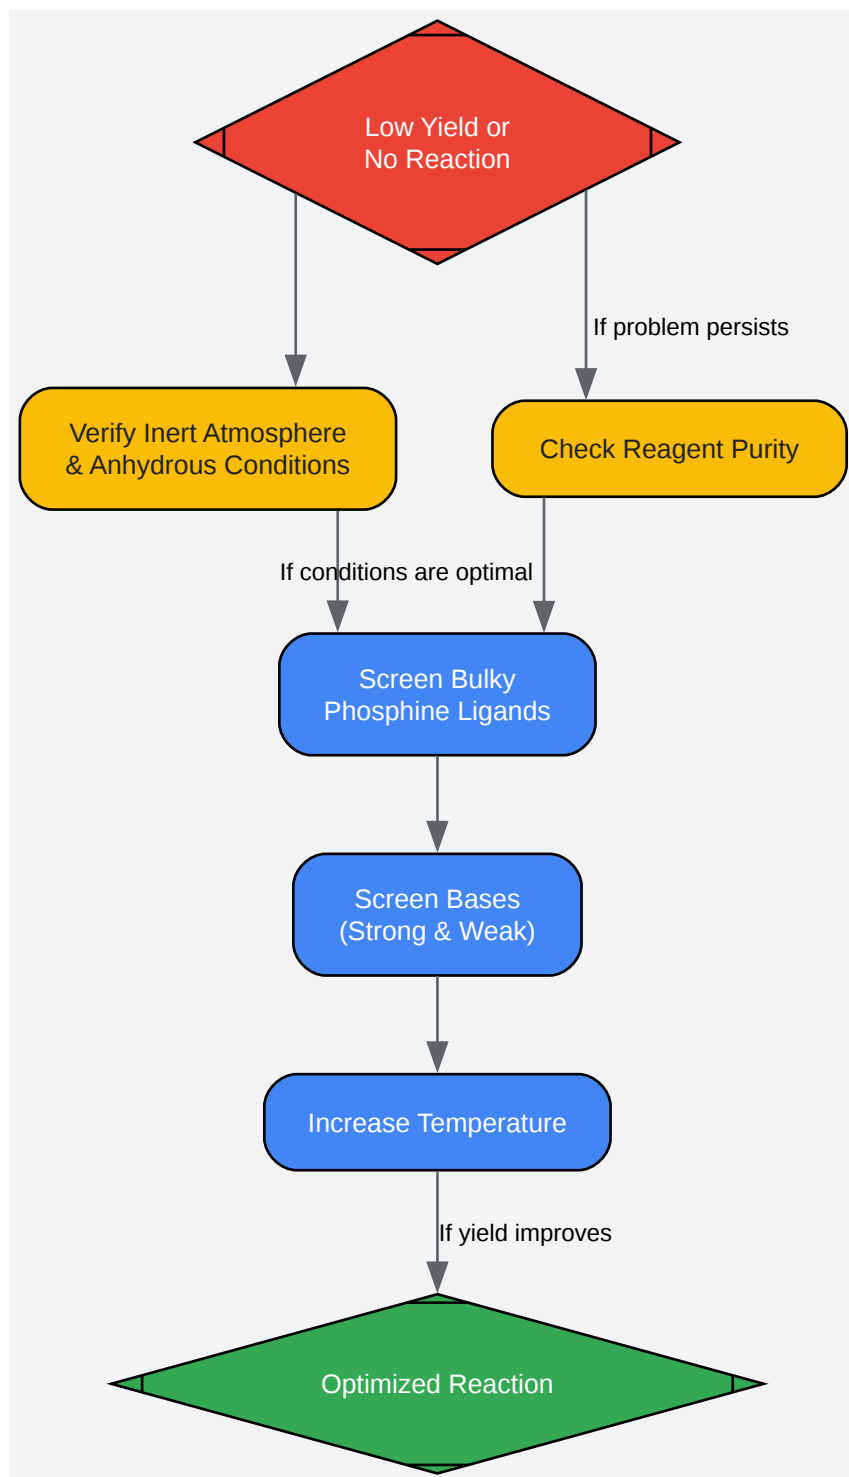 Low Yield or
No Reaction
If problem persists
Verify Inert Atmosphere
& Anhydrous Conditions
Check Reagent Purity
If conditions are optimal
Screen Bulky
Phosphine Ligands
Screen Bases
(Strong & Weak)
Increase Temperature
If yield improves
Optimized Reaction